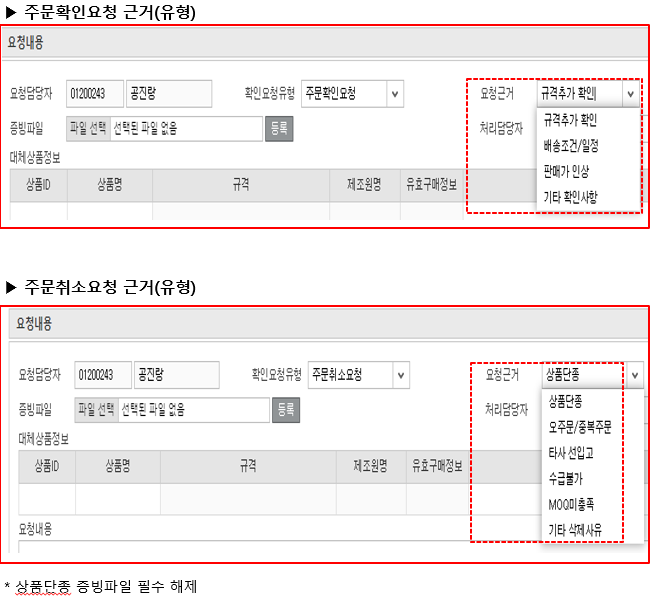 ▶ 주문확인요청 근거(유형)
요청내용
요청담당자 01200243 공진량 확인요청유형 주문확인요청 요청근거 규격추가 확인
증빙파일 파일 선택 선택된 파일 없음 등록 처리담당자
규격추가 확인
배송조건/일정
판매가 인상
기타 확인사항
대체상품정보
상품ID 상품명 규격 제조원명 유효구매정보
▶ 주문취소요청 근거(유형)
요청내용
요청담당자 01200243 공진량 확인요청유형 주문취소요청 요청근거 상품단종
증빙파일 파일 선택 선택된 파일 없음 등록 처리담당자
상품단종
오주문/중복주문
타사 선입고
수급불가
MOQ미충족
기타 삭제사유
대체상품정보
상품ID 상품명 규격 제조원명 유효구매정보
요청내용
* 상품단종 증빙파일 필수 해제